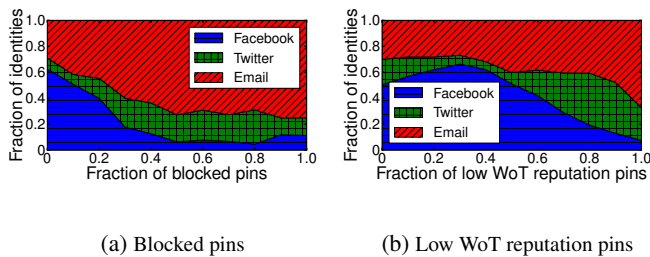 Fraction of identities
1.0
0.8
0.6
0.4
0.2
0
Facebook
Twitter
Email
0 0.2 0.4 0.6 0.8 1.0
Fraction of blocked pins
(a) Blocked pins
Fraction of identities
1.0
0.8
0.6
0.4
0.2
0
Facebook
Twitter
Email
0 0.2 0.4 0.6 0.8 1.0
Fraction of low WoT reputation pins
(b) Low WoT reputation pins